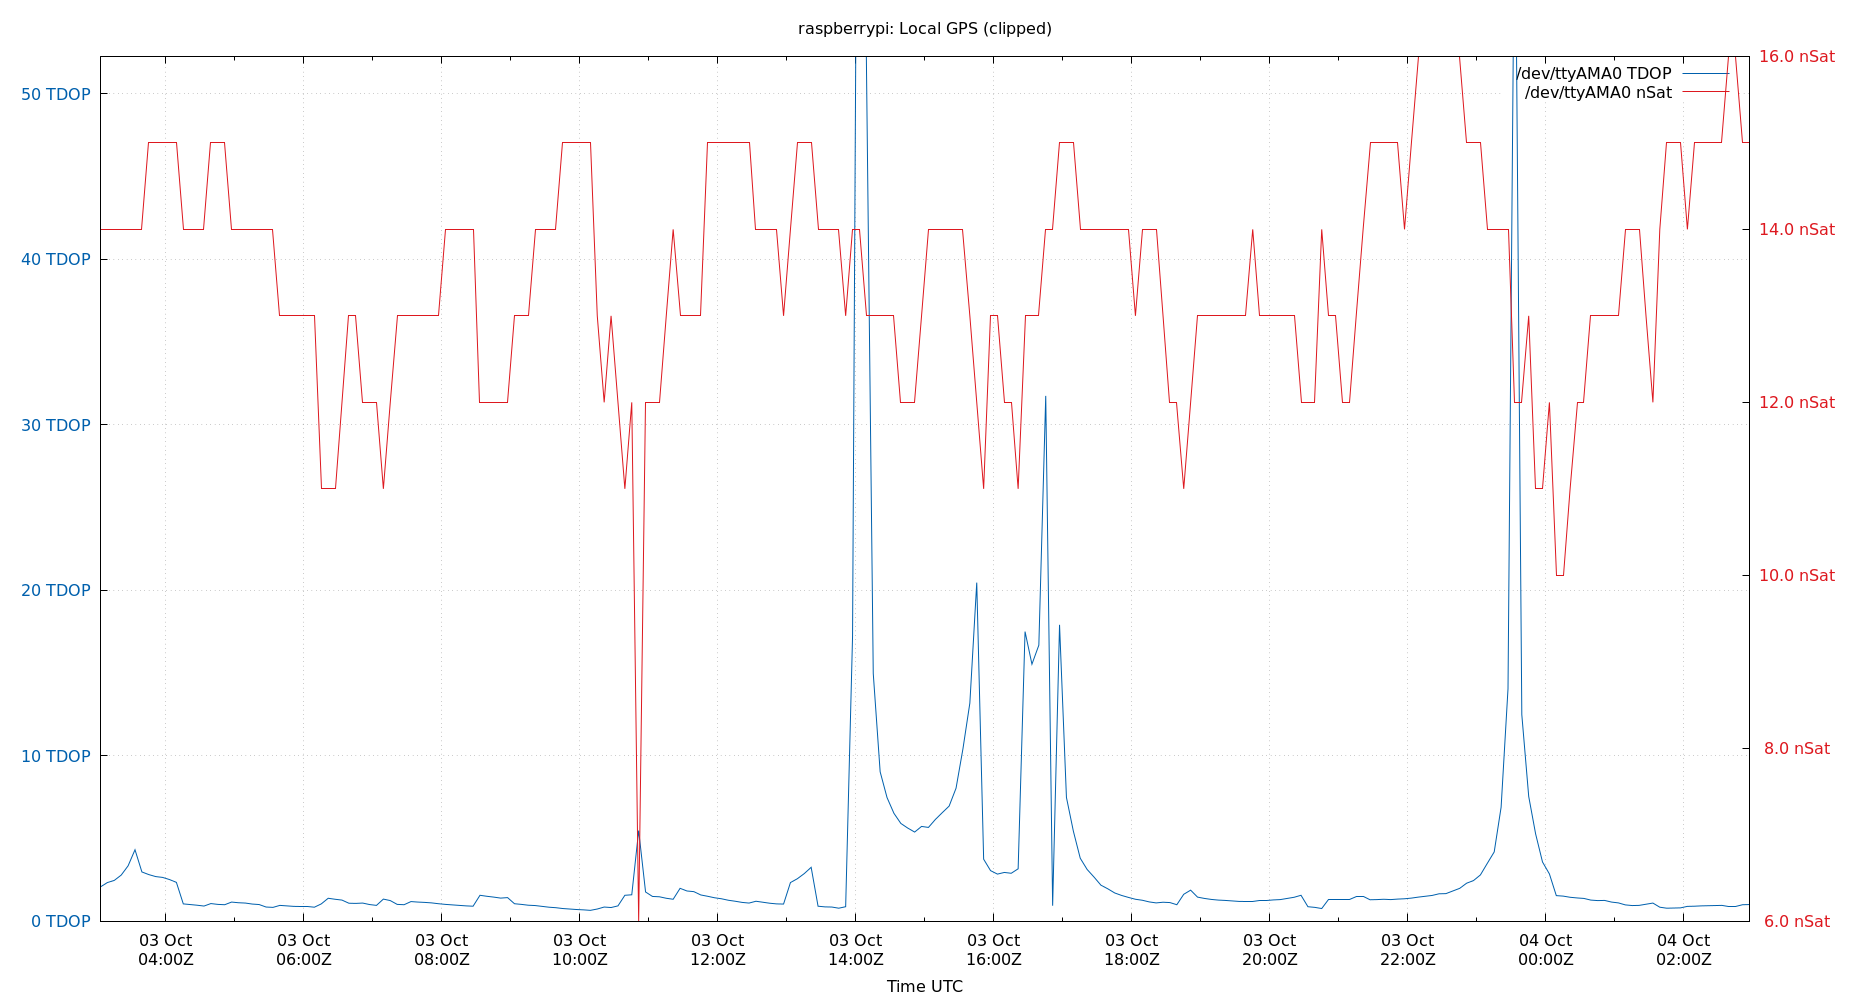 raspberrypi: Local GPS (clipped)
/dev/ttyAMA0 TDOP
/dev/ttyAMA0 nSat
50 TDOP
40 TDOP
30 TDOP
20 TDOP
10 TDOP
0 TDOP
16.0 nSat
14.0 nSat
12.0 nSat
10.0 nSat
8.0 nSat
6.0 nSat
03 Oct
04:00Z
03 Oct
06:00Z
03 Oct
08:00Z
03 Oct
10:00Z
03 Oct
12:00Z
03 Oct
14:00Z
03 Oct
16:00Z
03 Oct
18:00Z
03 Oct
20:00Z
03 Oct
22:00Z
04 Oct
00:00Z
04 Oct
02:00Z
Time UTC